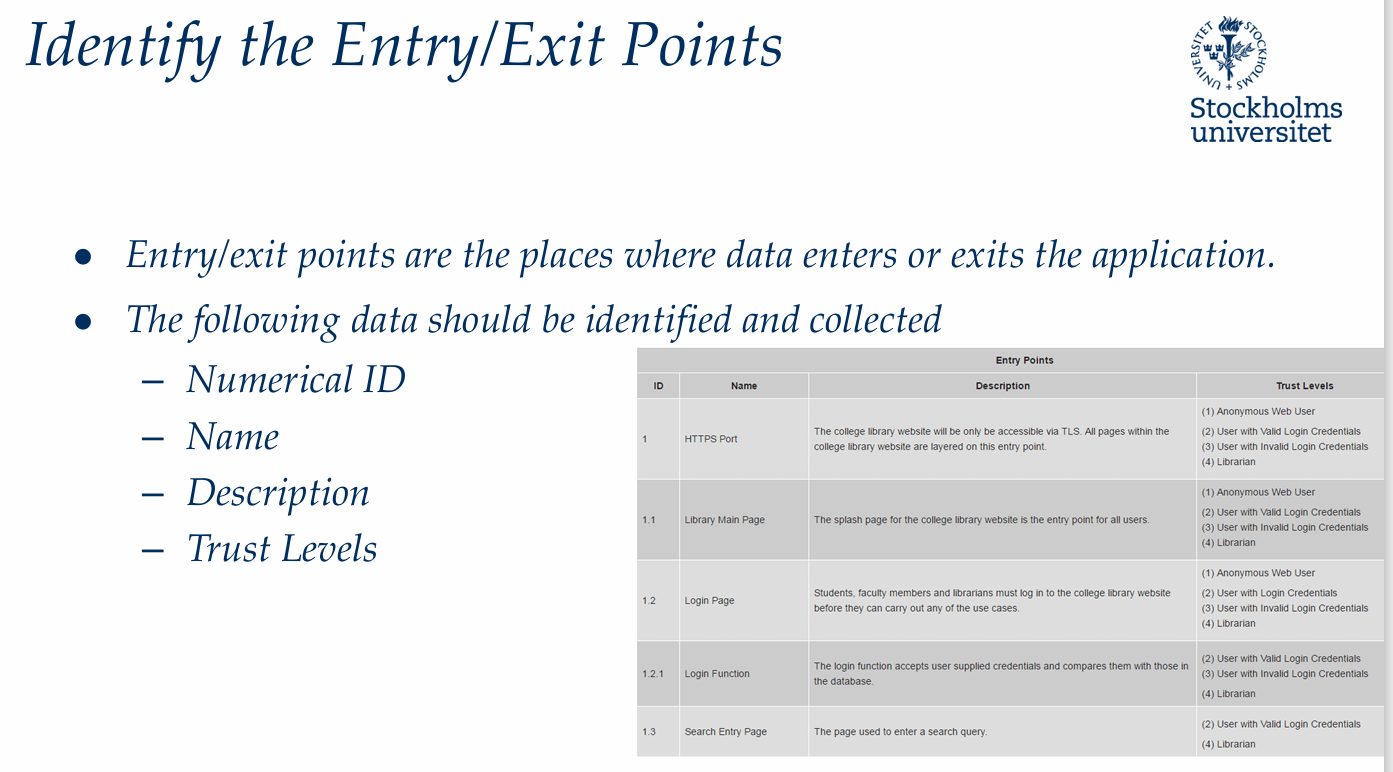 Identify the Entry/Exit Points
UNIVERSITET STOCKHOLMS
Stockholms
universitet
● Entry/exit points are the places where data enters or exits the application.
● The following data should be identified and collected
– Numerical ID
– Name
– Description
– Trust Levels
Entry Points
ID Name Description Trust Levels
1 HTTPS Port The college library website will be only be accessible via TLS. All pages within the
college library website are layered on this entry point.
(1) Anonymous Web User
(2) User with Valid Login Credentials
(3) User with Invalid Login Credentials
(4) Librarian
1.1 Library Main Page The splash page for the college library website is the entry point for all users.
(1) Anonymous Web User
(2) User with Valid Login Credentials
(3) User with Invalid Login Credentials
(4) Librarian
1.2 Login Page Students, faculty members and librarians must log in to the college library website
before they can carry out any of the use cases.
(1) Anonymous Web User
(2) User with Login Credentials
(3) User with Invalid Login Credentials
(4) Librarian
1.2.1 Login Function The login function accepts user supplied credentials and compares them with those in
the database.
(2) User with Valid Login Credentials
(3) User with Invalid Login Credentials
(4) Librarian
1.3 Search Entry Page The page used to enter a search query.
(2) User with Valid Login Credentials
(4) Librarian